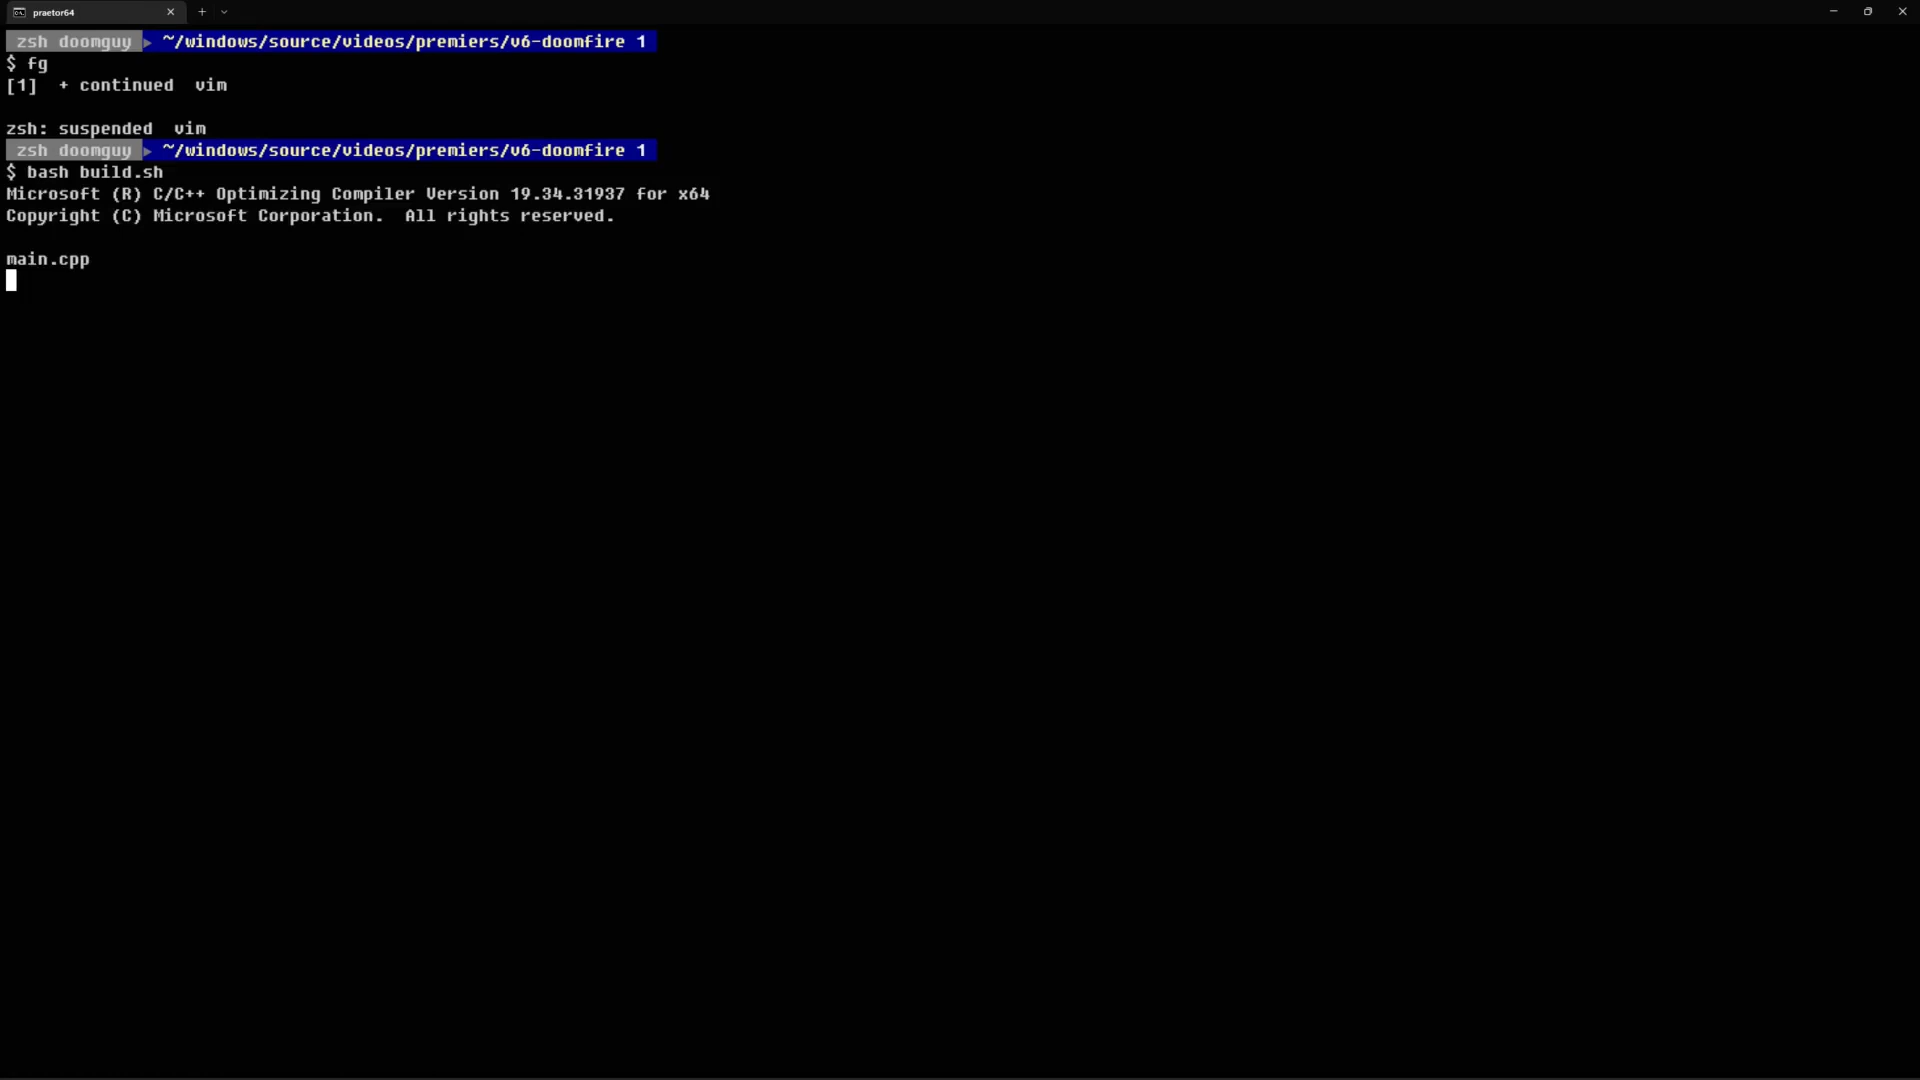 praetor64
zsh doomguy ~/windows/source/videos/premiers/v6-doomfire 1
$ fg
[1]  + continued  vim
zsh: suspended  vim
zsh doomguy ~/windows/source/videos/premiers/v6-doomfire 1
$ bash build.sh
Microsoft (R) C/C++ Optimizing Compiler Version 19.34.31937 for x64
Copyright (C) Microsoft Corporation.  All rights reserved.
main.cpp